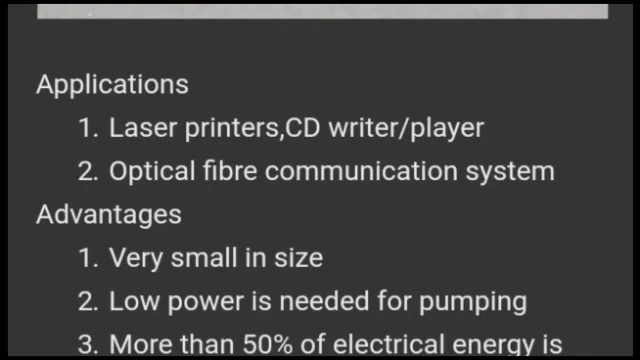 Applications
1. Laser printers,CD writer/player
2. Optical fibre communication system
Advantages
1. Very small in size
2. Low power is needed for pumping
3. More than 50% of electrical energy is